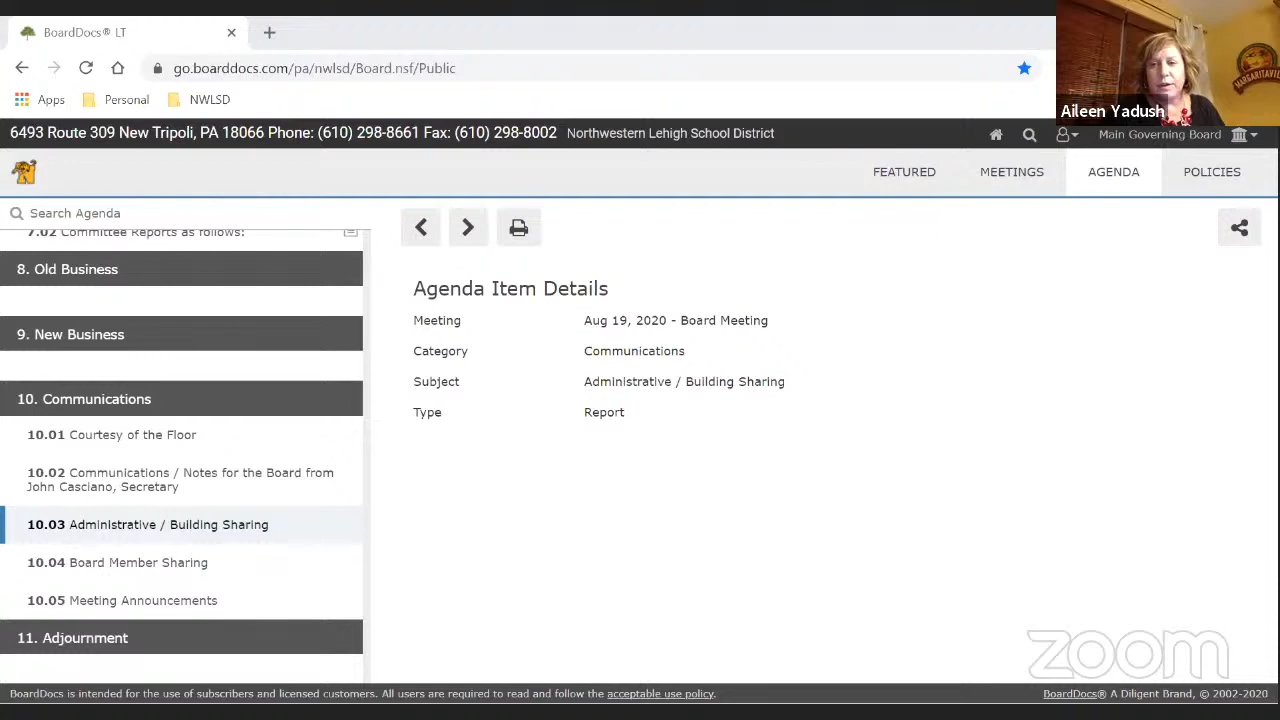 BoardDocs® LT
go.boarddocs.com/pa/nwlsd/Board.nsf/Public
Apps Personal NWLSD
MARGARITAVILLE
Aileen Yadush
6493 Route 309 New Tripoli, PA 18066 Phone: (610) 298-8661 Fax: (610) 298-8002 Northwestern Lehigh School District
Main Governing Board
FEATURED MEETINGS AGENDA POLICIES
Search Agenda
7.02 Committee Reports as follows:
8. Old Business
9. New Business
10. Communications
10.01 Courtesy of the Floor
10.02 Communications / Notes for the Board from
John Casciano, Secretary
10.03 Administrative / Building Sharing
10.04 Board Member Sharing
10.05 Meeting Announcements
11. Adjournment
Agenda Item Details
Meeting Aug 19, 2020 - Board Meeting
Category Communications
Subject Administrative / Building Sharing
Type Report
zoom
BoardDocs is intended for the use of subscribers and licensed customers. All users are required to read and follow the acceptable use policy.
BoardDocs® A Diligent Brand, © 2002-2020